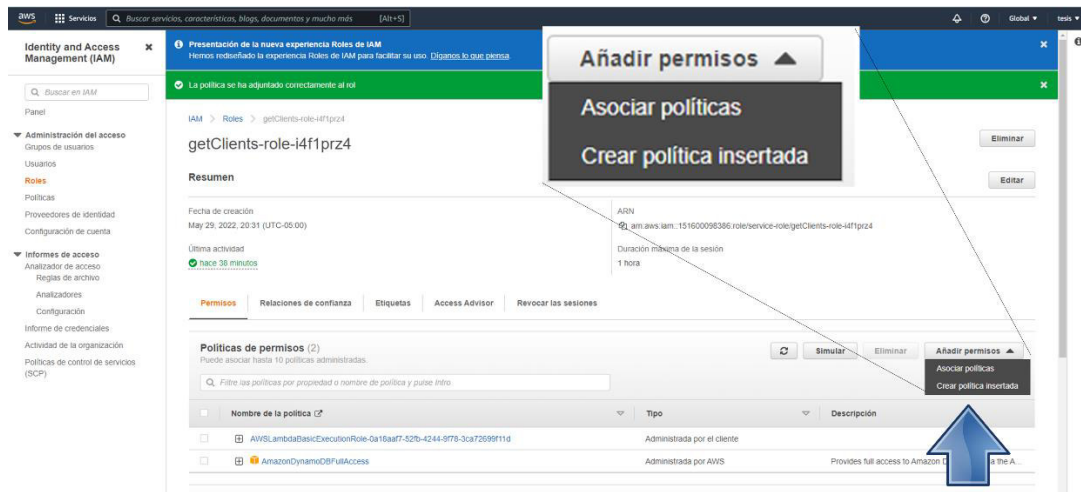 aws
Servicios
Buscar servicios, características, blogs, documentos y mucho más
[Alt+S]
Global
tesis
Identity and Access
Management (IAM)
Buscar en IAM
Panel
Administración del acceso
Grupos de usuarios
Usuarios
Roles
Políticas
Proveedores de identidad
Configuración de cuenta
Informes de acceso
Analizador de acceso
Reglas de archivo
Analizadores
Configuración
Informe de credenciales
Actividad de la organización
Políticas de control de servicios
(SCP)
Presentación de la nueva experiencia Roles de IAM
Hemos rediseñado la experiencia Roles de IAM para facilitar su uso. Díganos lo que piensa.
La política se ha adjuntado correctamente al rol
Añadir permisos
Asociar políticas
Crear política insertada
IAM > Roles > getClients-role-i4f1prz4
getClients-role-i4f1prz4
Eliminar
Resumen
Editar
Fecha de creación
May 29, 2022, 20:31 (UTC-05:00)
ARN
arn:aws:iam::151600098386:role/service-role/getClients-role-i4f1prz4
Última actividad
hace 38 minutos
Duración máxima de la sesión
1 hora
Permisos
Relaciones de confianza
Etiquetas
Access Advisor
Revocar las sesiones
Políticas de permisos (2)
Puede asociar hasta 10 políticas administradas.
Simular
Eliminar
Añadir permisos
Asociar políticas
Crear política insertada
Filtre las políticas por propiedad o nombre de política y pulse Intro.
Nombre de la política
Tipo
Descripción
AWSLambdaBasicExecutionRole-0a18aaf7-52fb-4244-9f78-3ca72699f11d
Administrada por el cliente
AmazonDynamoDBFullAccess
Administrada por AWS
Provides full access to Amazon the A...